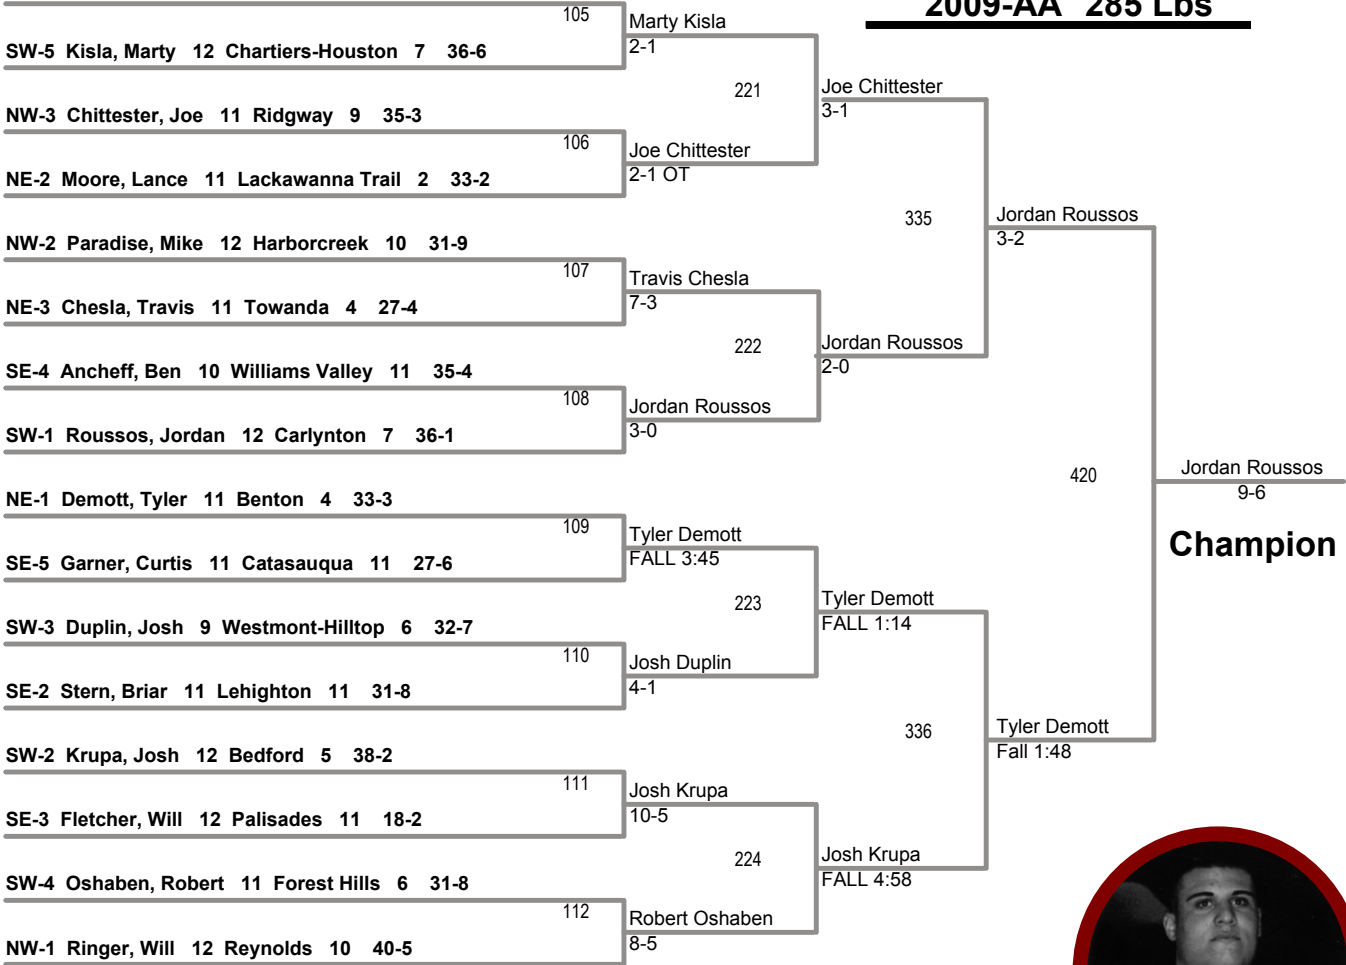 2009-AA 285 Lbs
105
Marty Kisla
SW-5 Kisla, Marty 12 Chartiers-Houston 7 36-6
2-1
221
Joe Chittester
3-1
NW-3 Chittester, Joe 11 Ridgway 9 35-3
106
Joe Chittester
NE-2 Moore, Lance 11 Lackawanna Trail 2 33-2
2-1 OT
335
Jordan Roussos
3-2
NW-2 Paradise, Mike 12 Harborcreek 10 31-9
107
Travis Chesla
NE-3 Chesla, Travis 11 Towanda 4 27-4
7-3
222
Jordan Roussos
2-0
SE-4 Ancheff, Ben 10 Williams Valley 11 35-4
108
Jordan Roussos
SW-1 Roussos, Jordan 12 Carlynton 7 36-1
3-0
420
Jordan Roussos
9-6
Champion
NE-1 Demott, Tyler 11 Benton 4 33-3
109
Tyler Demott
SE-5 Garner, Curtis 11 Catasauqua 11 27-6
FALL 3:45
223
Tyler Demott
FALL 1:14
SW-3 Duplin, Josh 9 Westmont-Hilltop 6 32-7
110
Josh Duplin
SE-2 Stern, Briar 11 Lehighton 11 31-8
4-1
336
Tyler Demott
Fall 1:48
SW-2 Krupa, Josh 12 Bedford 5 38-2
111
Josh Krupa
SE-3 Fletcher, Will 12 Palisades 11 18-2
10-5
224
Josh Krupa
FALL 4:58
SW-4 Oshaben, Robert 11 Forest Hills 6 31-8
112
Robert Oshaben
NW-1 Ringer, Will 12 Reynolds 10 40-5
8-5